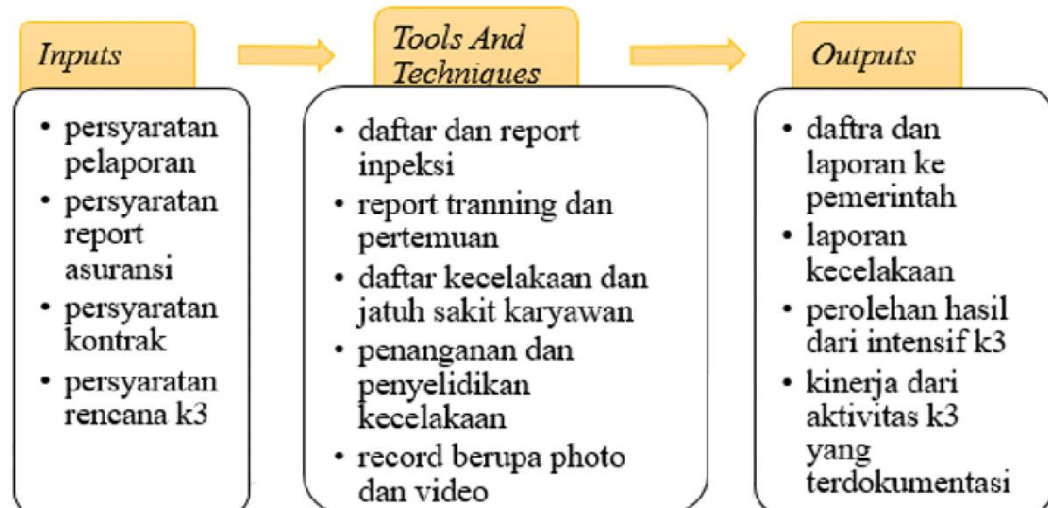 Inputs
• persyaratan
pelaporan
• persyaratan
report
asuransi
• persyaratan
kontrak
• persyaratan
rencana k3
Tools And
Techniques
• daftar dan report
inpeksi
• report tranning dan
pertemuan
• daftar kecelakaan dan
jatuh sakit karyawan
• penanganan dan
penyelidikan
kecelakaan
• record berupa photo
dan video
Outputs
• daftra dan
laporan ke
pemerintah
• laporan
kecelakaan
• perolehan hasil
dari intensif k3
• kinerja dari
aktivitas k3
yang
terdokumentasi